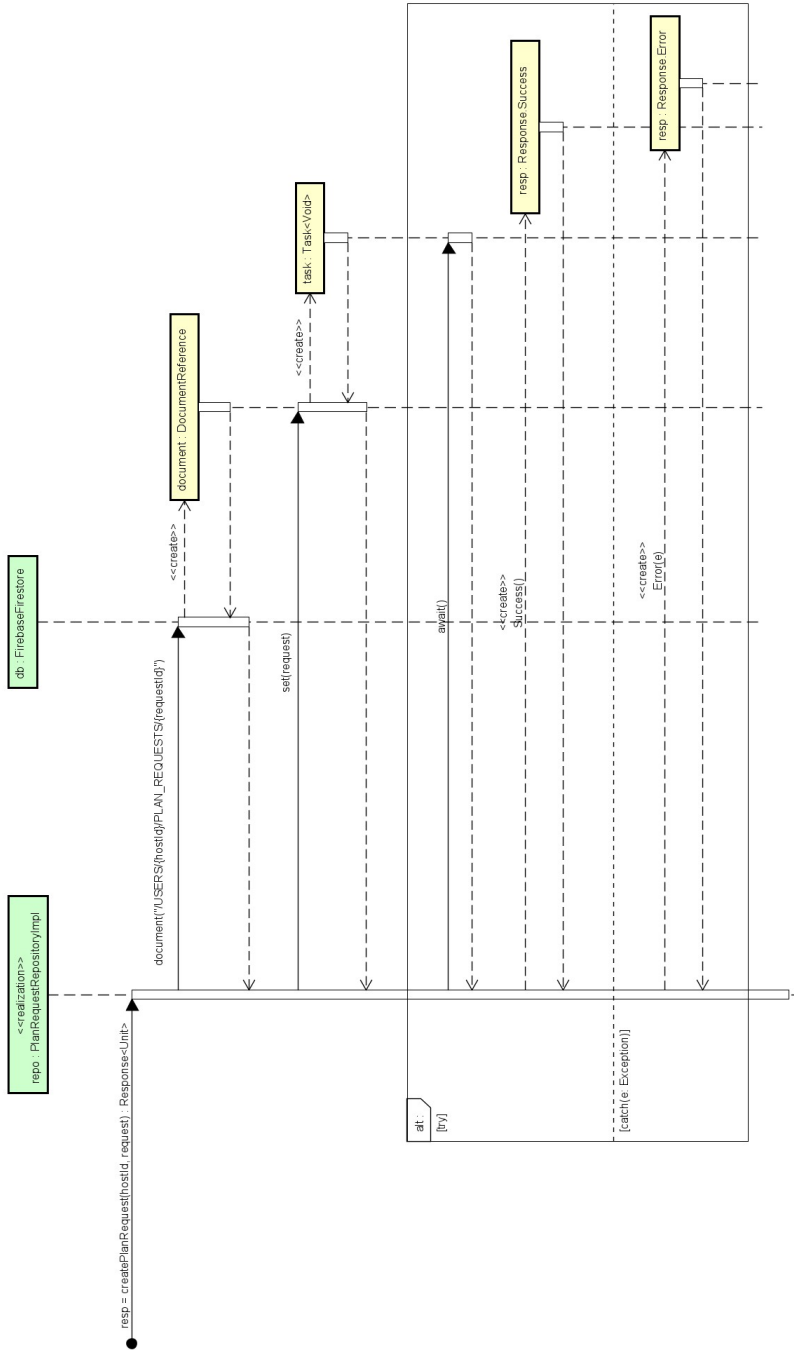 <<realization>>
repo : PlanRequestRepositoryImpl
db : FirebaseFirestore
resp = createPlanRequest(hostId, request) : Response<Unit>
document("/USERS/{hostId}/PLAN_REQUESTS/{requestId}")
<<create>>
document : DocumentReference
set(request)
<<create>>
task : Task<Void>
alt :
[try]
await()
<<create>>
Success()
resp : Response.Success
[catch(e: Exception)]
<<create>>
Error(e)
resp : Response.Error